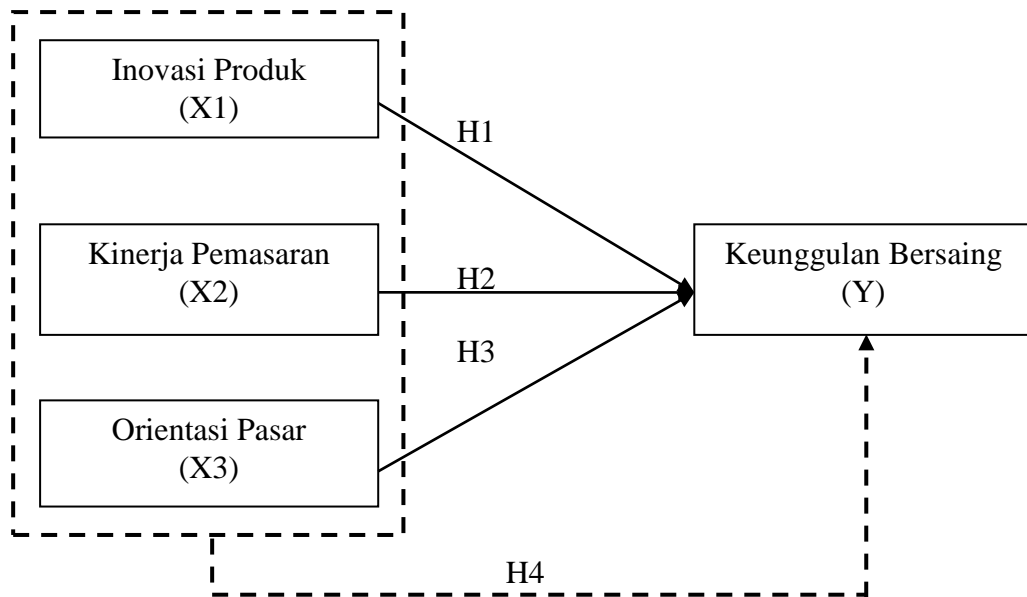 Inovasi Produk
(X1)
H1
Kinerja Pemasaran
(X2)
H2
Keunggulan Bersaing
(Y)
H3
Orientasi Pasar
(X3)
H4